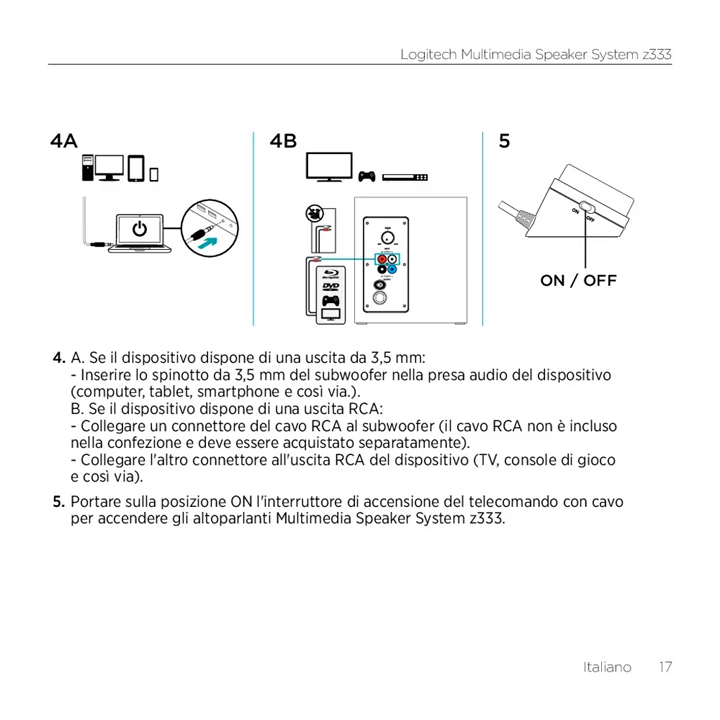 Logitech Multimedia Speaker System z333
4A
4B
5
ON
OFF
ON / OFF
DVD
4. A. Se il dispositivo dispone di una uscita da 3,5 mm:
- Inserire lo spinotto da 3,5 mm del subwoofer nella presa audio del dispositivo
(computer, tablet, smartphone e così via.).
B. Se il dispositivo dispone di una uscita RCA:
- Collegare un connettore del cavo RCA al subwoofer (il cavo RCA non è incluso
nella confezione e deve essere acquistato separatamente).
- Collegare l'altro connettore all'uscita RCA del dispositivo (TV, console di gioco
e così via).
5. Portare sulla posizione ON l'interruttore di accensione del telecomando con cavo
per accendere gli altoparlanti Multimedia Speaker System z333.
Italiano 17